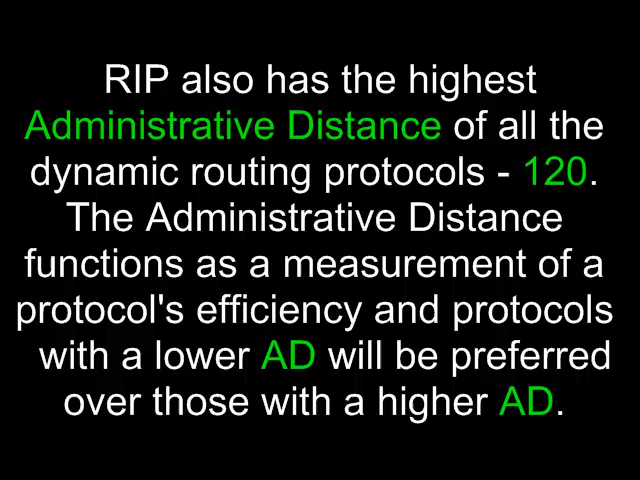 RIP also has the highest
Administrative Distance of all the
dynamic routing protocols - 120.
The Administrative Distance
functions as a measurement of a
protocol's efficiency and protocols
with a lower AD will be preferred
over those with a higher AD.